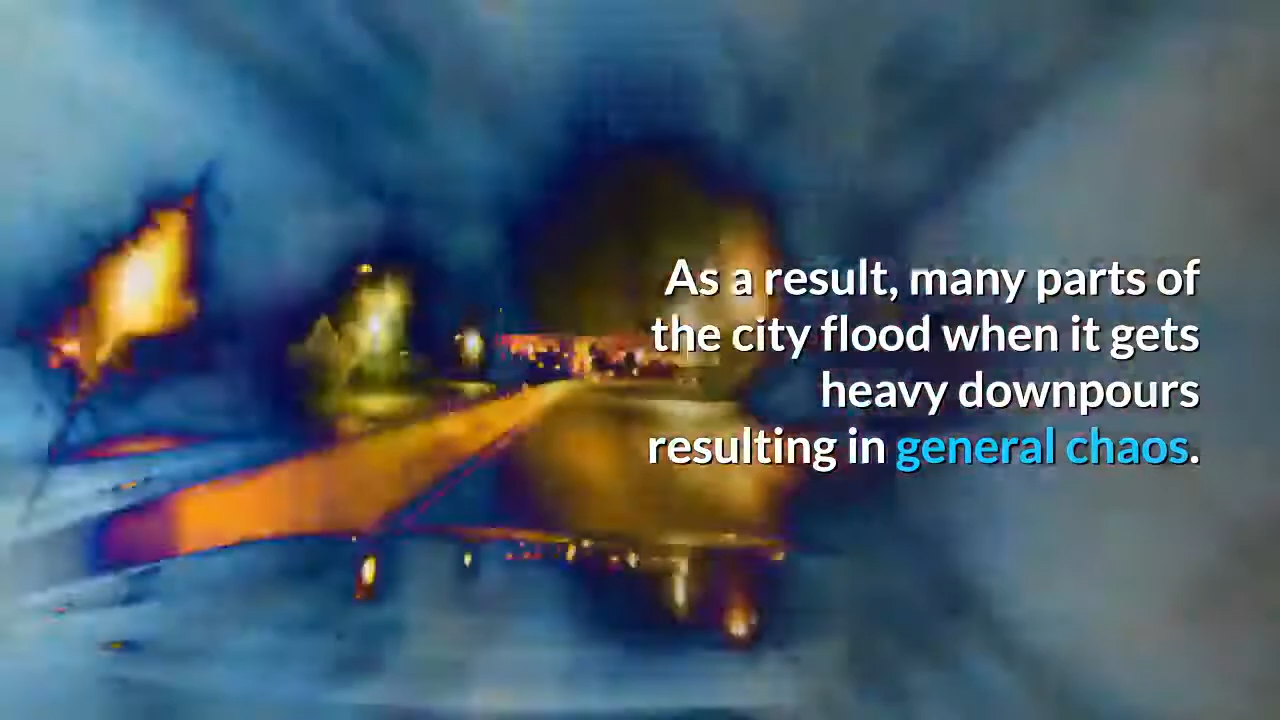 As a result, many parts of
the city flood when it gets
heavy downpours
resulting in general chaos.